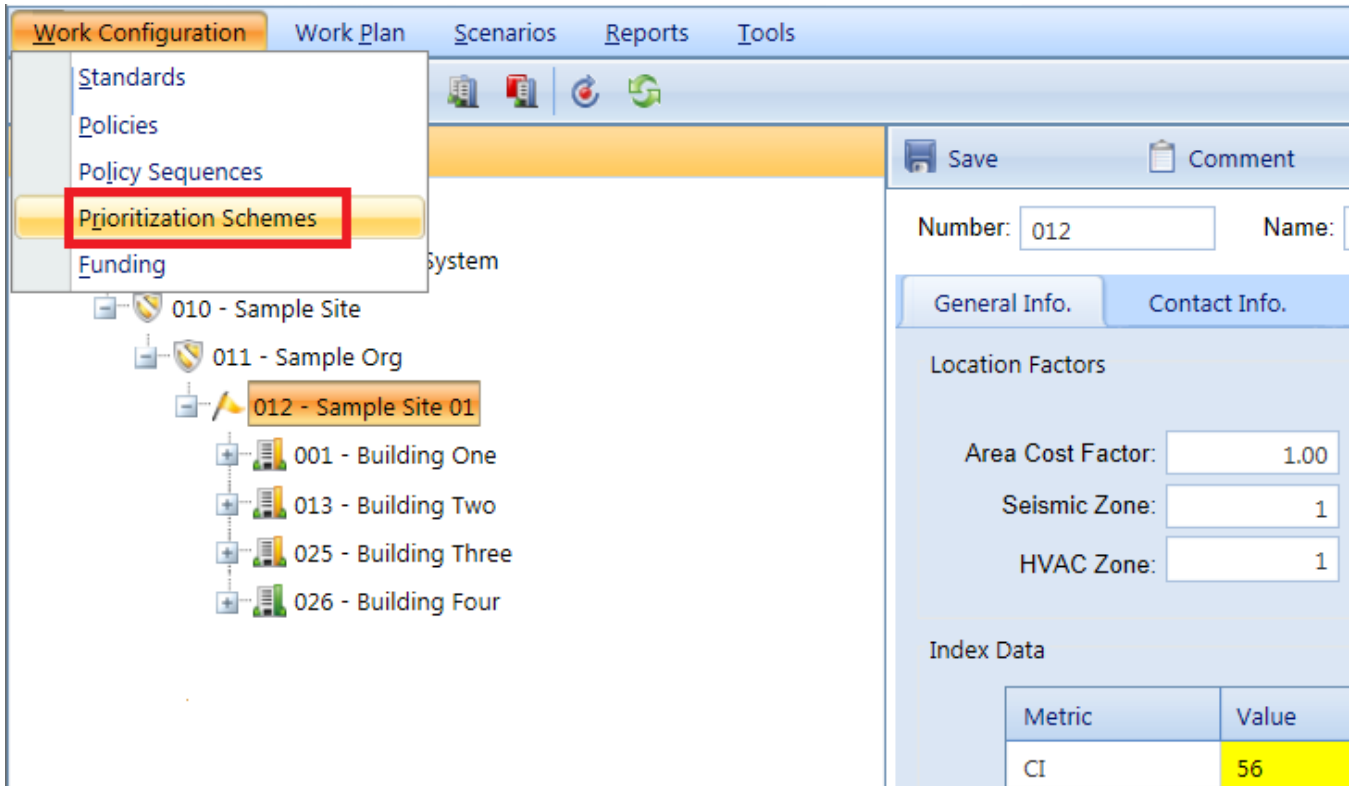 Work Configuration Work Plan Scenarios Reports Tools
Standards
Policies
Policy Sequences
Prioritization Schemes
Funding
System
010 - Sample Site
011 - Sample Org
012 - Sample Site 01
001 - Building One
013 - Building Two
025 - Building Three
026 - Building Four
Save Comment
Number: 012 Name:
General Info. Contact Info.
Location Factors
Area Cost Factor: 1.00
Seismic Zone: 1
HVAC Zone: 1
Index Data
Metric Value
CI 56